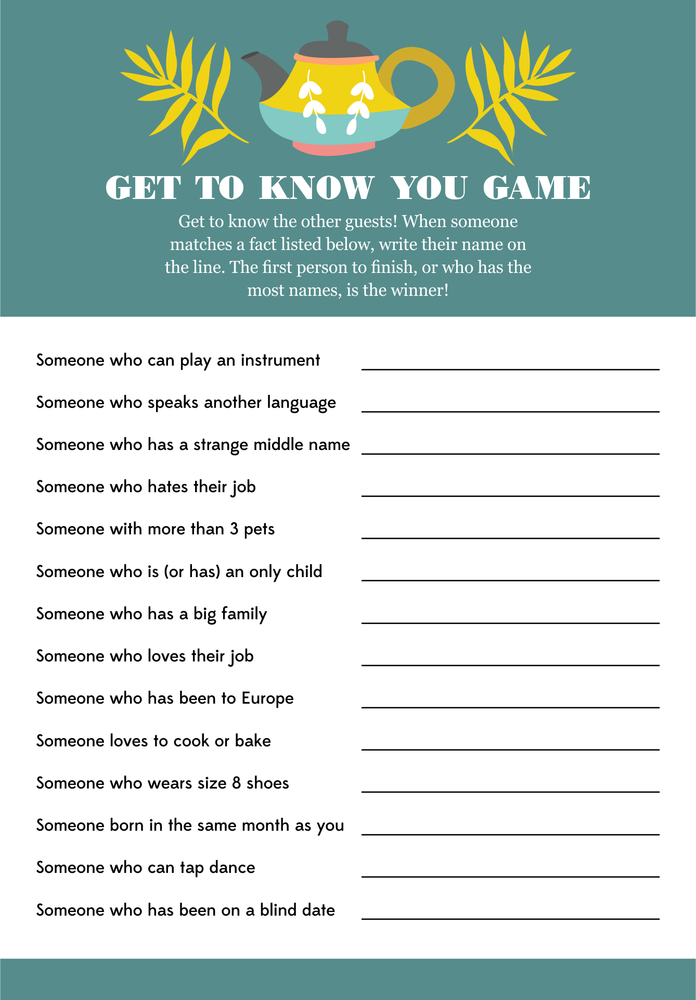 GET TO KNOW YOU GAME
Get to know the other guests! When someone
matches a fact listed below, write their name on
the line. The first person to finish, or who has the
most names, is the winner!
Someone who can play an instrument
Someone who speaks another language
Someone who has a strange middle name
Someone who hates their job
Someone with more than 3 pets
Someone who is (or has) an only child
Someone who has a big family
Someone who loves their job
Someone who has been to Europe
Someone loves to cook or bake
Someone who wears size 8 shoes
Someone born in the same month as you
Someone who can tap dance
Someone who has been on a blind date